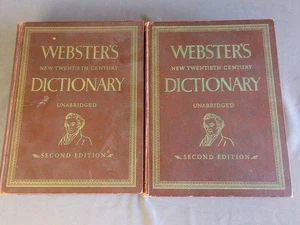 WEBSTER'S
NEW TWENTIETH CENTURY
DICTIONARY
UNABRIDGED
SECOND EDITION
WEBSTER'S
NEW TWENTIETH CENTURY
DICTIONARY
UNABRIDGED
SECOND EDITION